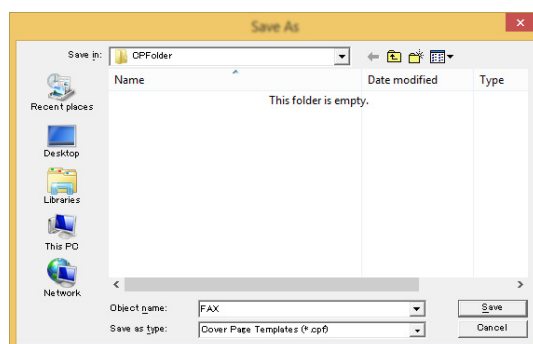 Save As
Save in: CPFolder
Name Date modified Type
This folder is empty.
Recent places
Desktop
Libraries
This PC
Network
Object name: FAX Save
Save as type: Cover Page Templates (*.cpf) Cancel